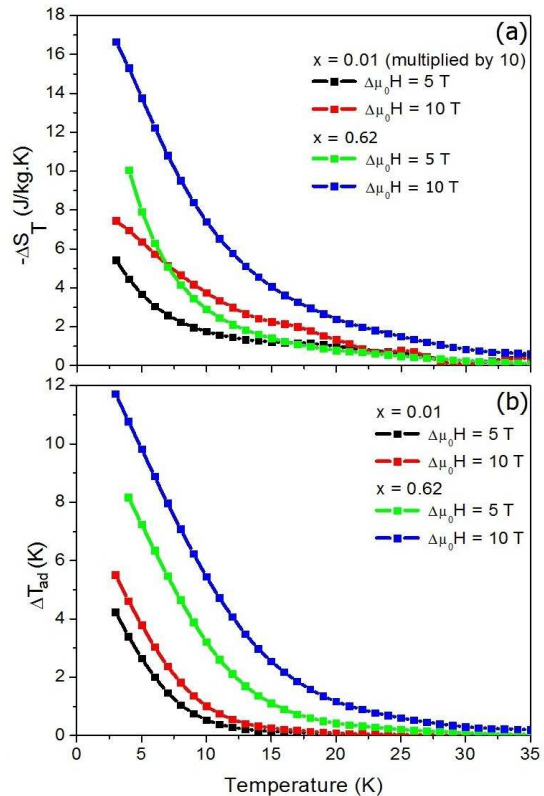 (a)
x = 0.01 (multiplied by 10)
Δμ₀H = 5 T
Δμ₀H = 10 T
x = 0.62
Δμ₀H = 5 T
Δμ₀H = 10 T
-ΔS_T (J/kg.K)
18
16
14
12
10
8
6
4
2
0
(b)
x = 0.01
Δμ₀H = 5 T
Δμ₀H = 10 T
x = 0.62
Δμ₀H = 5 T
Δμ₀H = 10 T
ΔT_ad (K)
12
10
8
6
4
2
0
0 5 10 15 20 25 30 35
Temperature (K)